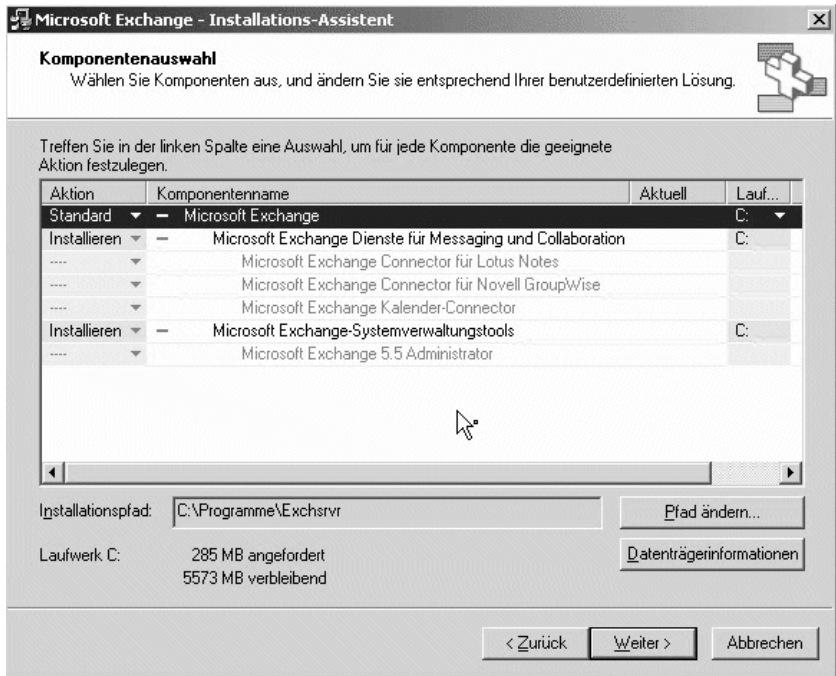 Microsoft Exchange - Installations-Assistent
Komponentenauswahl
Wählen Sie Komponenten aus, und ändern Sie sie entsprechend Ihrer benutzerdefinierten Lösung.
Treffen Sie in der linken Spalte eine Auswahl, um für jede Komponente die geeignete
Aktion festzulegen.
Aktion Komponentenname Aktuell Lauf...
Standard Microsoft Exchange C:
Installieren Microsoft Exchange Dienste für Messaging und Collaboration C:
---- Microsoft Exchange Connector für Lotus Notes
---- Microsoft Exchange Connector für Novell GroupWise
---- Microsoft Exchange Kalender-Connector
Installieren Microsoft Exchange-Systemverwaltungstools C:
---- Microsoft Exchange 5.5 Administrator
Installationspfad: C:\Programme\Exchsrvr Pfad ändern...
Laufwerk C: 285 MB angefordert Datenträgerinformationen
5573 MB verbleibend
< Zurück Weiter > Abbrechen